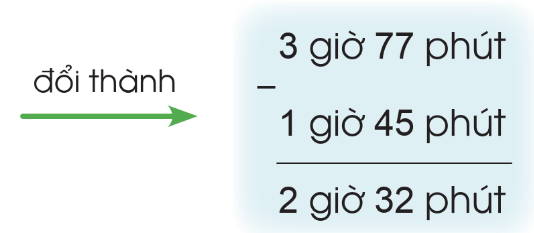 đổi thành
3 giờ 77 phút
–
1 giờ 45 phút
2 giờ 32 phút